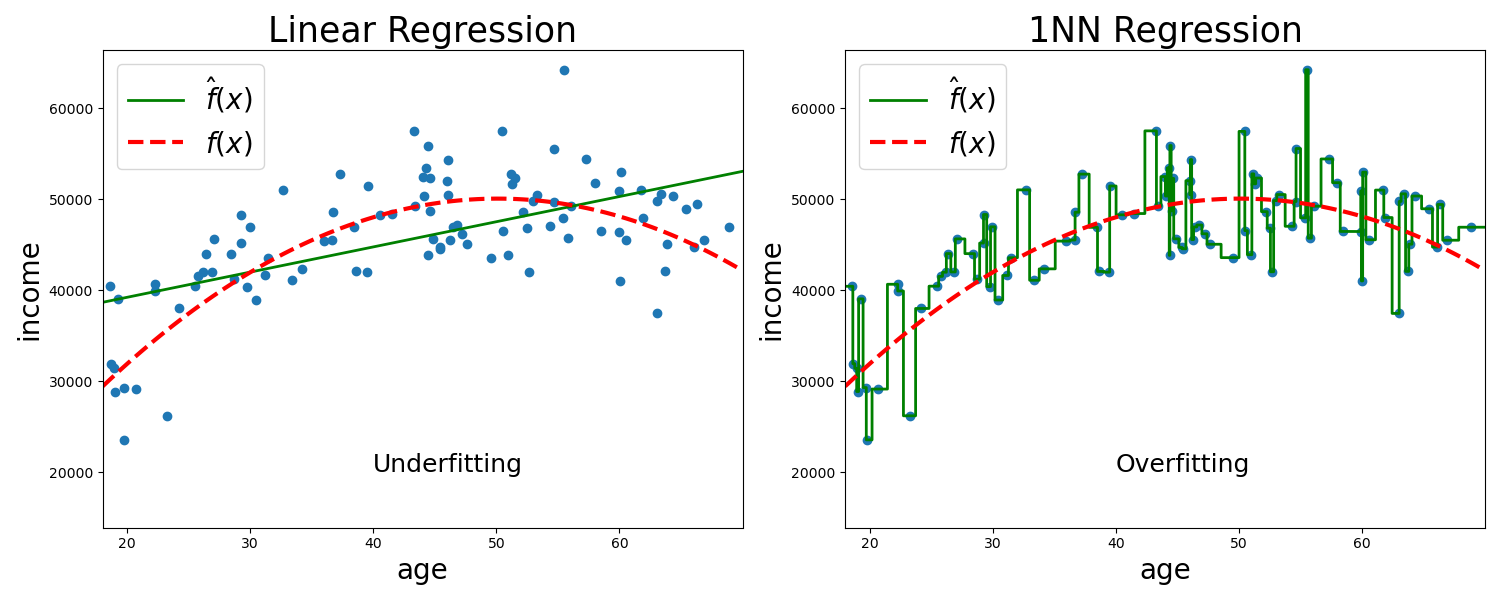 Linear Regression
f̂(x)
f(x)
60000
50000
40000
30000
20000
income
Underfitting
20 30 40 50 60
age
1NN Regression
f̂(x)
f(x)
60000
50000
40000
30000
20000
income
Overfitting
20 30 40 50 60
age